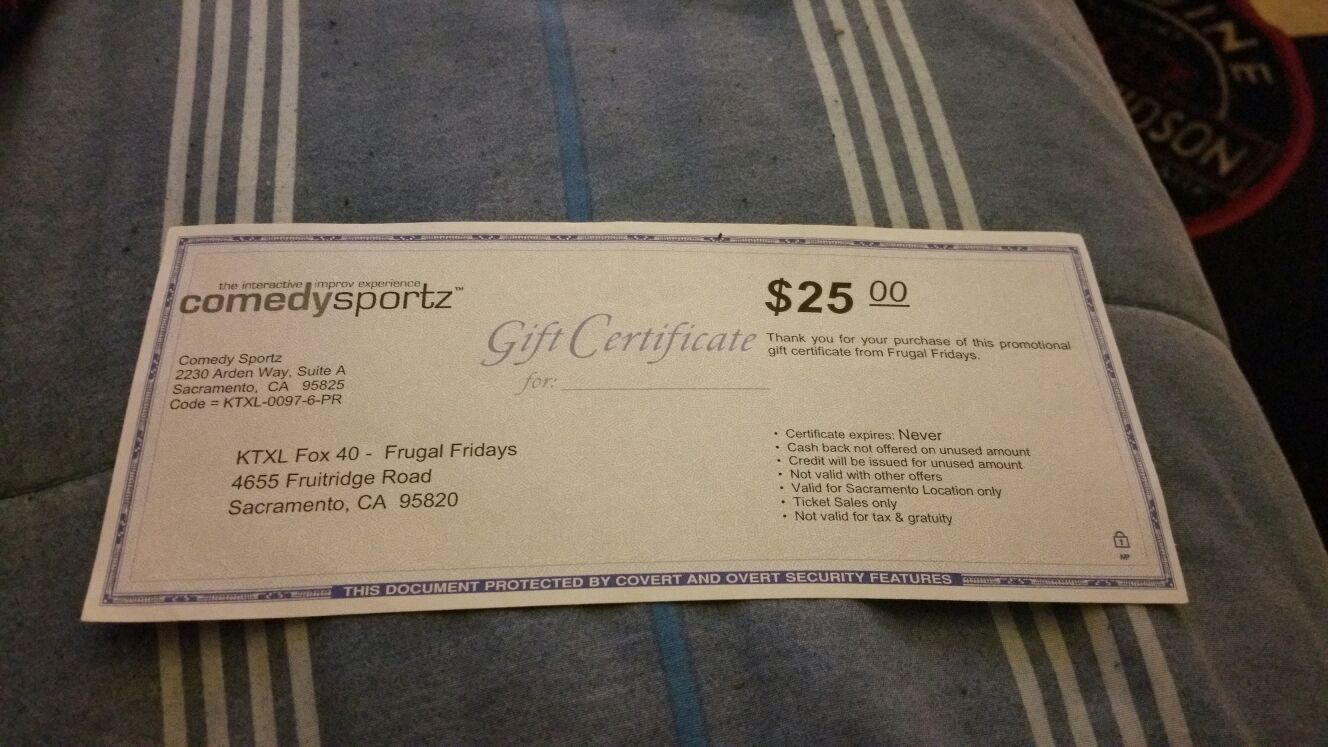 INE
IDSON
the interactive improv experience
comedysportz™
Comedy Sportz
2230 Arden Way, Suite A
Sacramento, CA 95825
Code = KTXL-0097-6-PR
Gift Certificate
for:
$25 00
Thank you for your purchase of this promotional
gift certificate from Frugal Fridays.
KTXL Fox 40 - Frugal Fridays
4655 Fruitridge Road
Sacramento, CA 95820
• Certificate expires: Never
• Cash back not offered on unused amount
• Credit will be issued for unused amount
• Not valid with other offers
• Valid for Sacramento Location only
• Ticket Sales only
• Not valid for tax & gratuity
MP
THIS DOCUMENT PROTECTED BY COVERT AND OVERT SECURITY FEATURES